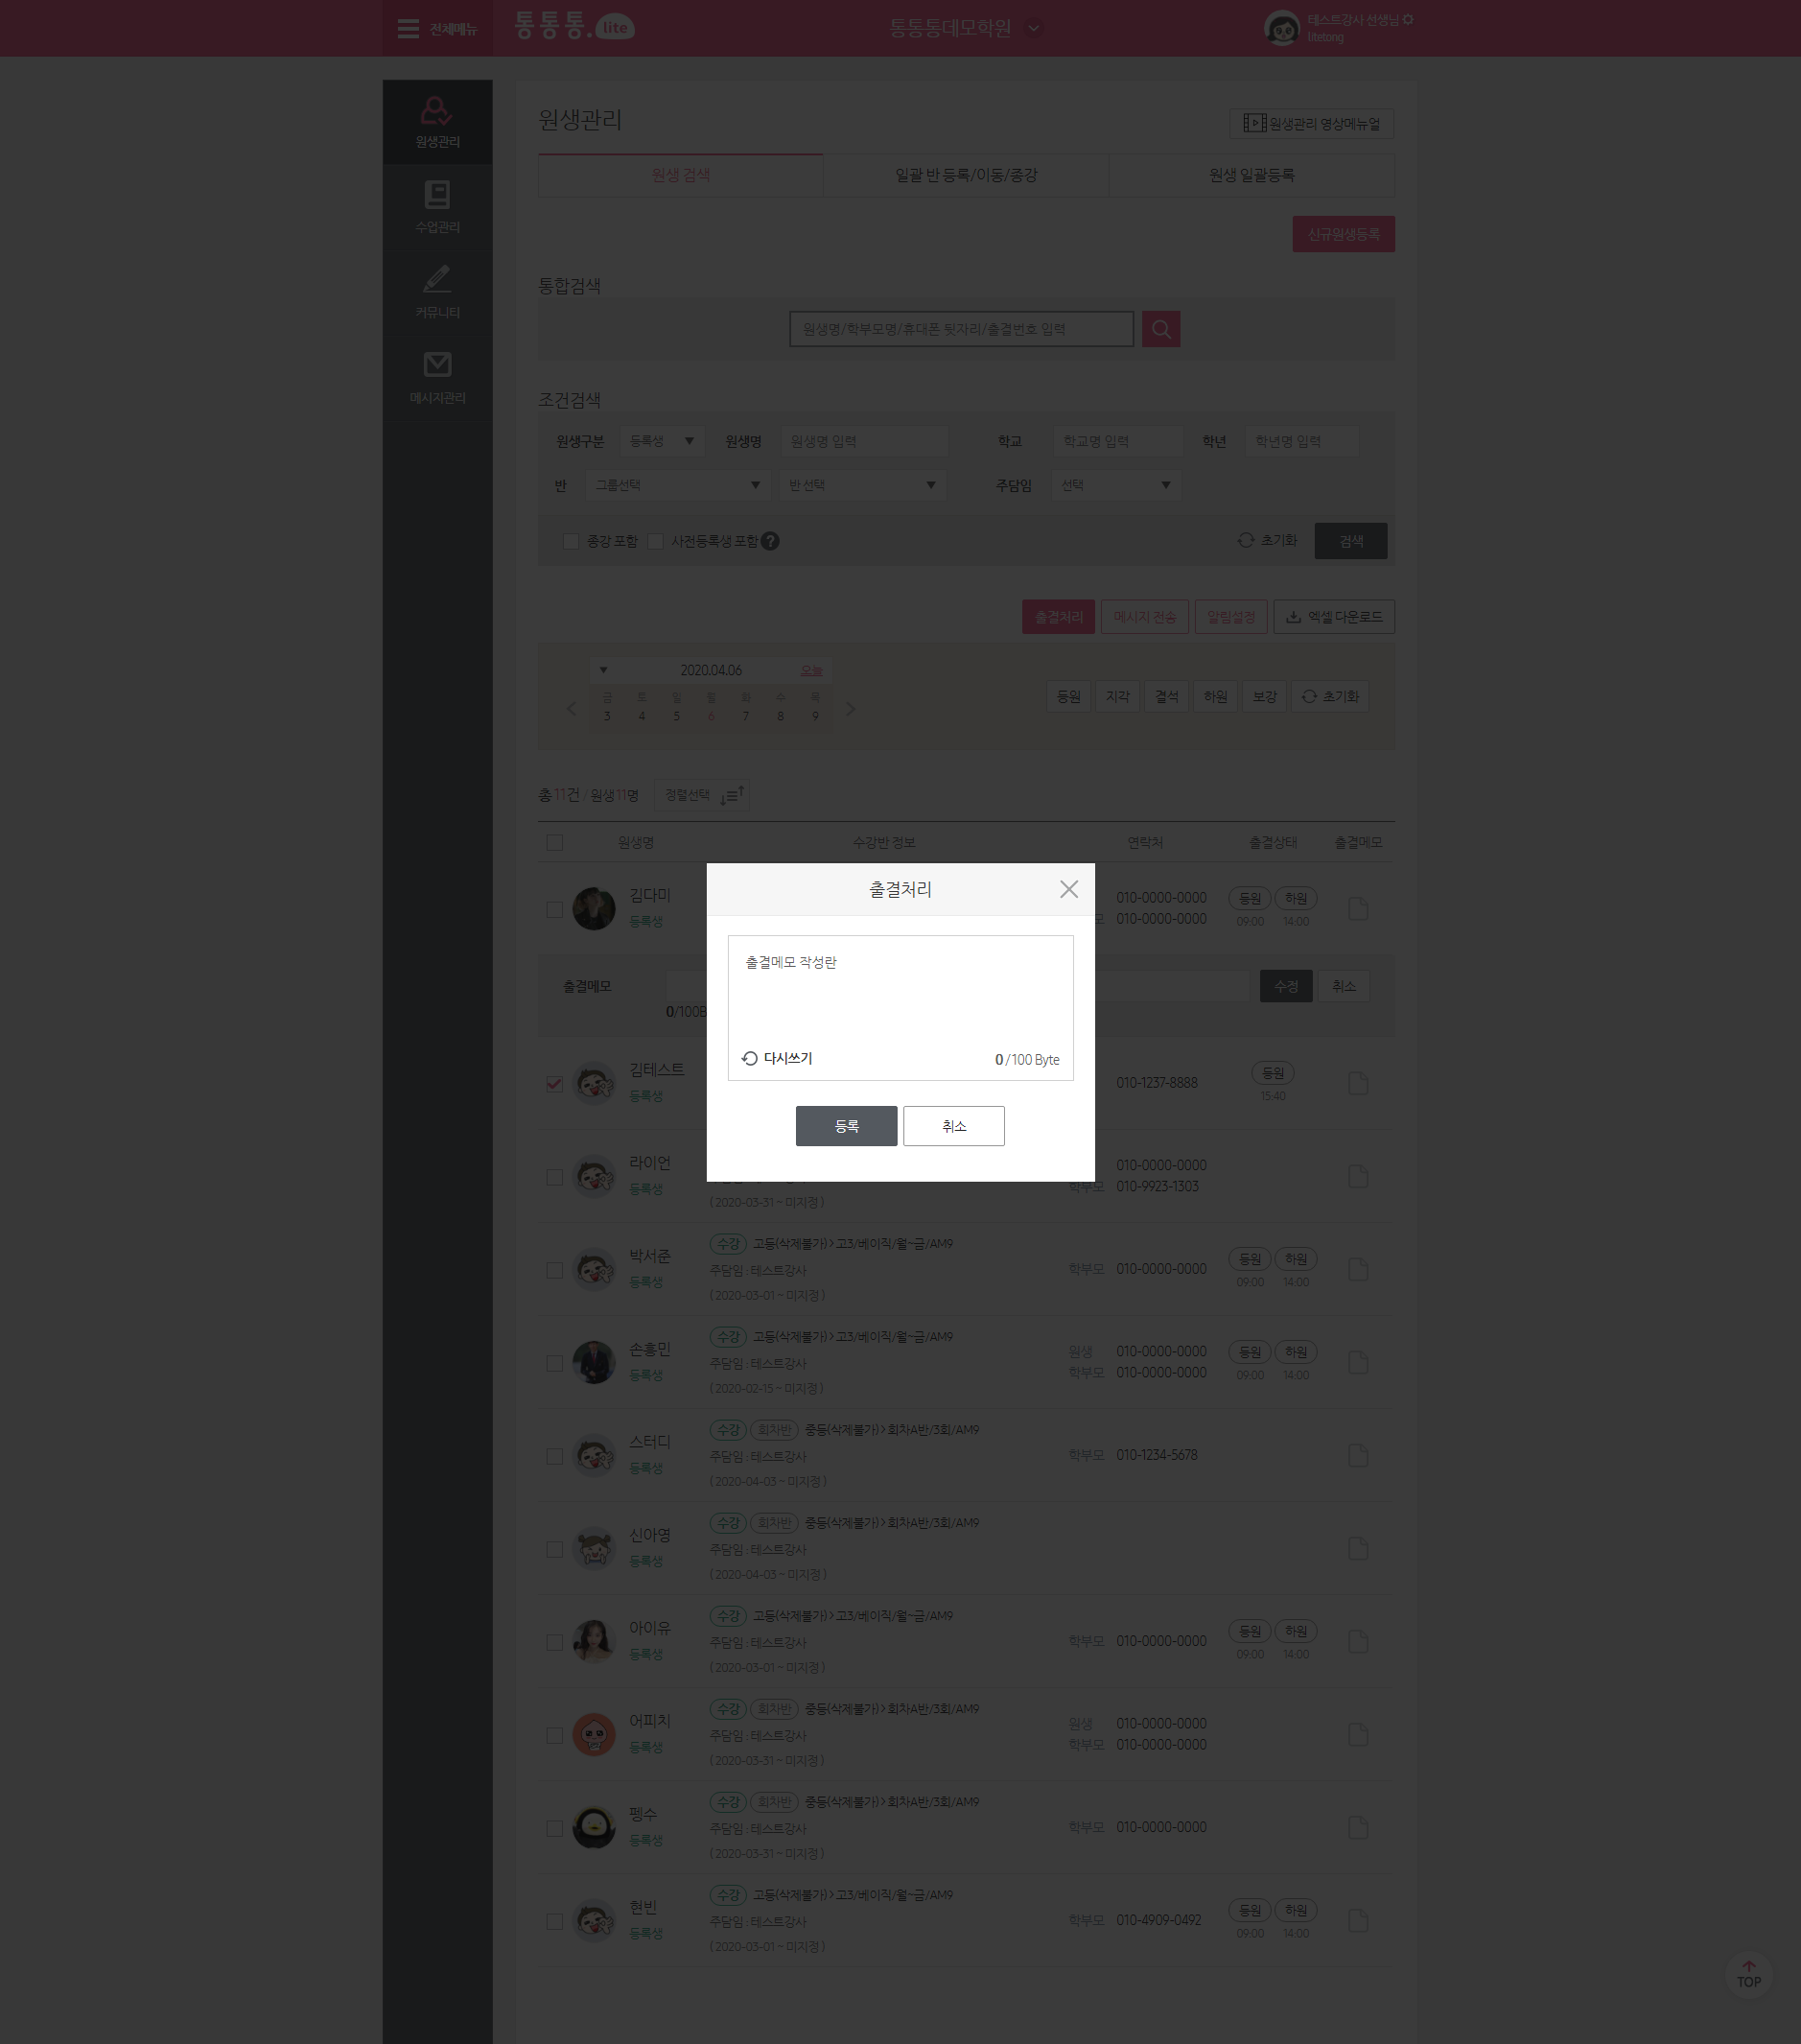 전체메뉴
통통통.lite
통통통데모학원
테스트강사 선생님
litetong
원생관리
수업관리
커뮤니티
메시지관리
원생관리
원생관리 영상메뉴얼
원생 검색
일괄 반 등록/이동/종강
원생 일괄등록
신규원생등록
통합검색
원생명/학부모명/휴대폰 뒷자리/출결번호 입력
조건검색
원생구분 등록생 ▼ 원생명 원생명 입력 학교 학교명 입력 학년 학년명 입력
반 그룹선택 ▼ 반 선택 ▼ 주담임 선택 ▼
종강 포함 사전등록생 포함 ? 초기화 검색
출결처리 메시지 전송 알림설정 엑셀 다운로드
▼ 2020.04.06 오늘
금 토 일 월 화 수 목
3 4 5 6 7 8 9
등원 지각 결석 하원 보강 초기화
총 11건 / 원생 11명 정렬선택
원생명 수강반 정보 연락처 출결상태 출결메모
김다미
등록생
010-0000-0000
010-0000-0000
등원 하원
09:00 14:00
출결메모
수정 취소
0/100B
출결처리
출결메모 작성란
다시쓰기
0 / 100 Byte
등록 취소
김테스트
등록생
010-1237-8888
등원
15:40
라이언
등록생
( 2020-03-31 ~ 미지정 )
010-0000-0000
학부모 010-9923-1303
박서준
등록생
수강 고등(삭제불가) > 고3/베이직/월~금/AM9
주담임 : 테스트강사
( 2020-03-01 ~ 미지정 )
학부모 010-0000-0000
등원 하원
09:00 14:00
손흥민
등록생
수강 고등(삭제불가) > 고3/베이직/월~금/AM9
주담임 : 테스트강사
( 2020-02-15 ~ 미지정 )
원생 010-0000-0000
학부모 010-0000-0000
등원 하원
09:00 14:00
스터디
등록생
수강 회차반 중등(삭제불가) > 회차A반/3회/AM9
주담임 : 테스트강사
( 2020-04-03 ~ 미지정 )
학부모 010-1234-5678
신아영
등록생
수강 회차반 중등(삭제불가) > 회차A반/3회/AM9
주담임 : 테스트강사
( 2020-04-03 ~ 미지정 )
아이유
등록생
수강 고등(삭제불가) > 고3/베이직/월~금/AM9
주담임 : 테스트강사
( 2020-03-01 ~ 미지정 )
학부모 010-0000-0000
등원 하원
09:00 14:00
어피치
등록생
수강 회차반 중등(삭제불가) > 회차A반/3회/AM9
주담임 : 테스트강사
( 2020-03-31 ~ 미지정 )
원생 010-0000-0000
학부모 010-0000-0000
펭수
등록생
수강 회차반 중등(삭제불가) > 회차A반/3회/AM9
주담임 : 테스트강사
( 2020-03-31 ~ 미지정 )
학부모 010-0000-0000
현빈
등록생
수강 고등(삭제불가) > 고3/베이직/월~금/AM9
주담임 : 테스트강사
( 2020-03-01 ~ 미지정 )
학부모 010-4909-0492
등원 하원
09:00 14:00
TOP